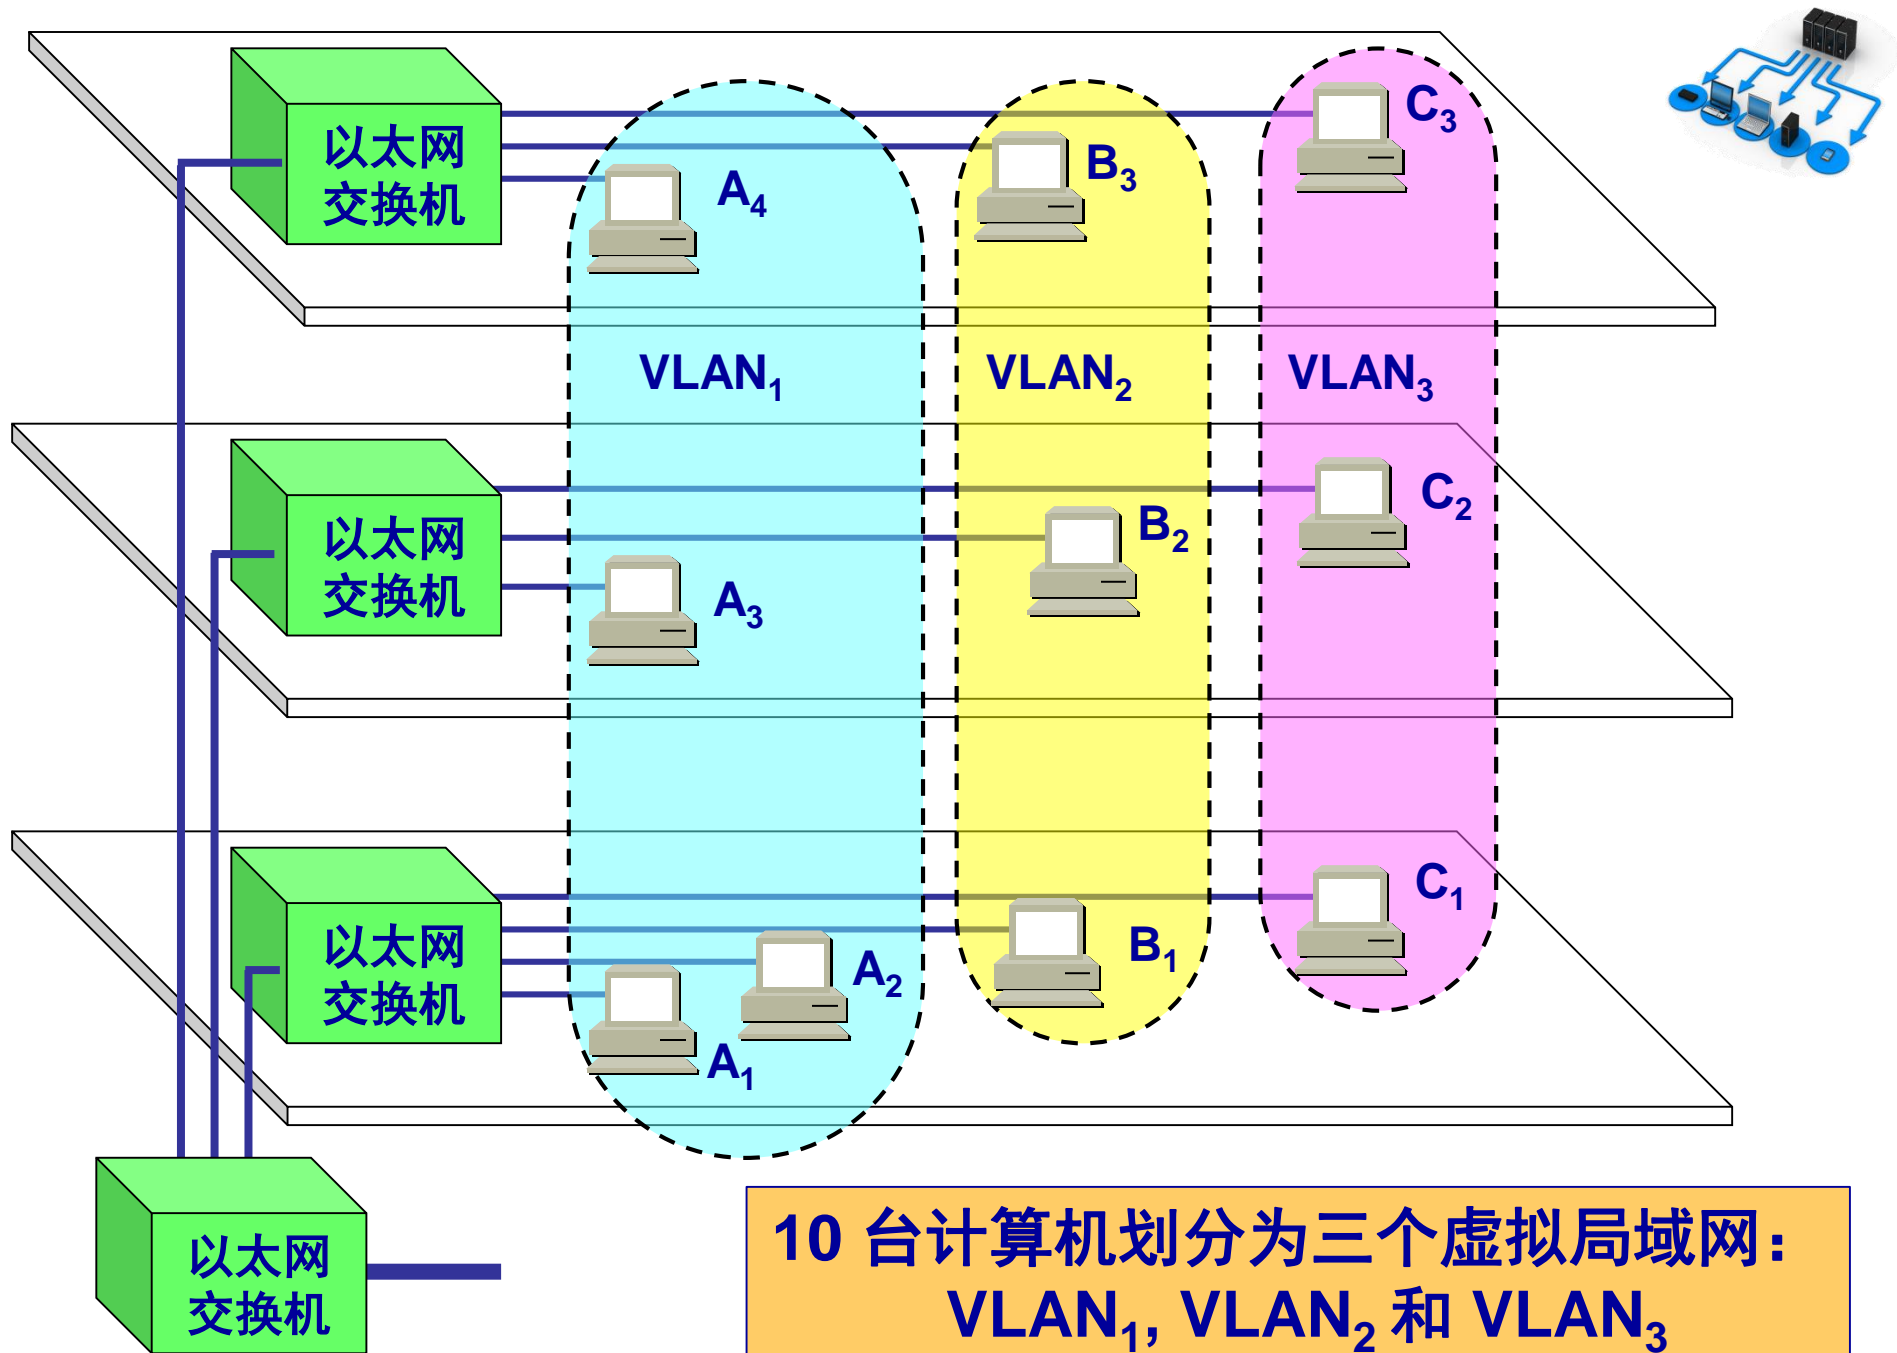 以太网
交换机
A₄
B₃
C₃
VLAN₁
VLAN₂
VLAN₃
以太网
交换机
A₃
B₂
C₂
以太网
交换机
A₁
A₂
B₁
C₁
以太网
交换机
10 台计算机划分为三个虚拟局域网：
VLAN₁, VLAN₂ 和 VLAN₃